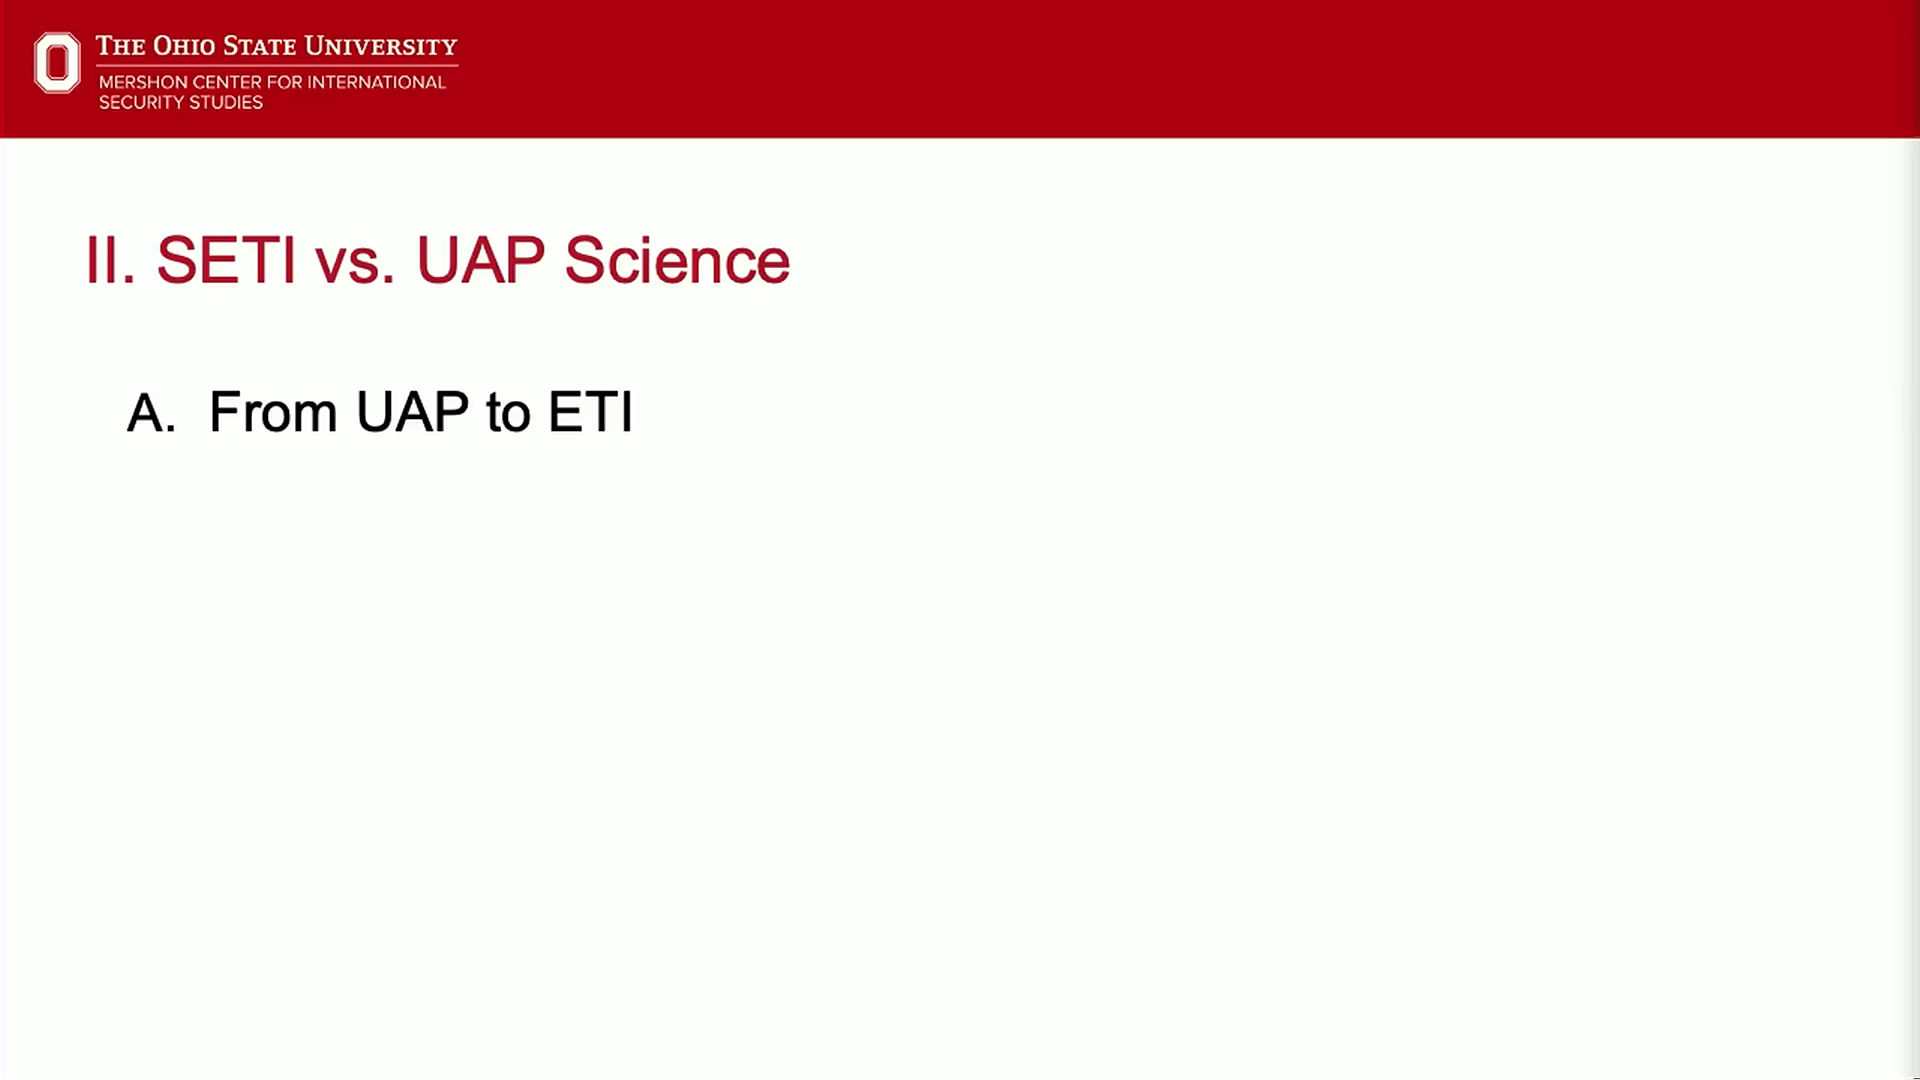 THE OHIO STATE UNIVERSITY
MERSHON CENTER FOR INTERNATIONAL
SECURITY STUDIES
II. SETI vs. UAP Science
A. From UAP to ETI